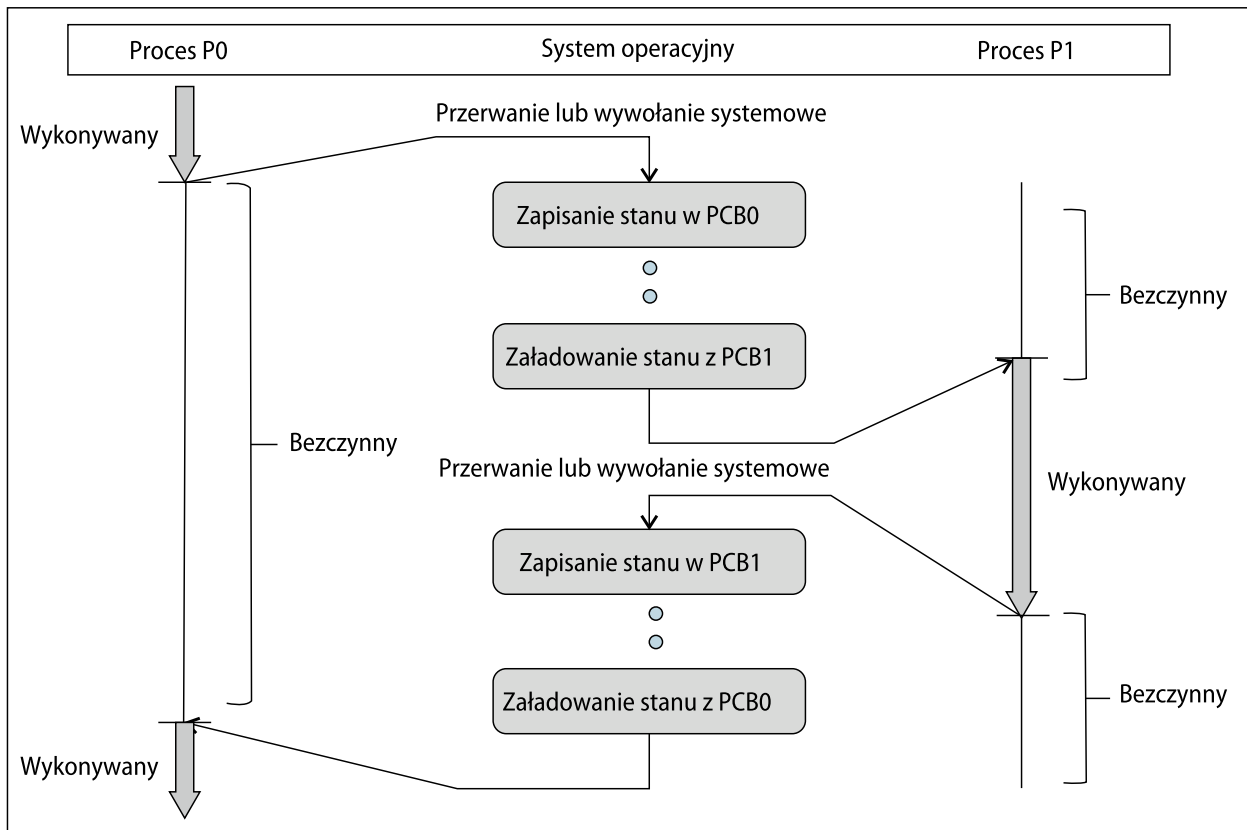 Proces P0
System operacyjny
Proces P1
Przerwanie lub wywołanie systemowe
Wykonywany
Zapisanie stanu w PCB0
Bezczynny
Załadowanie stanu z PCB1
Bezczynny
Przerwanie lub wywołanie systemowe
Wykonywany
Zapisanie stanu w PCB1
Załadowanie stanu z PCB0
Bezczynny
Wykonywany